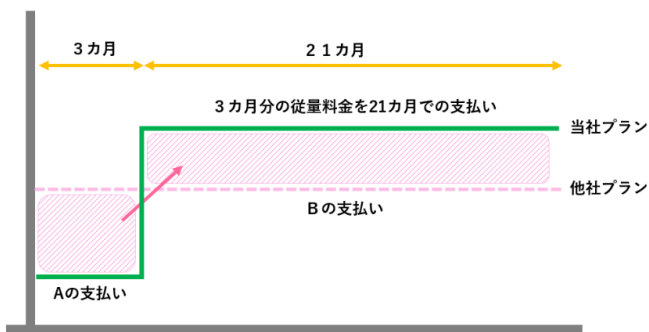 ３カ月
２１カ月
３カ月分の従量料金を21カ月での支払い
当社プラン
他社プラン
Ｂの支払い
Aの支払い